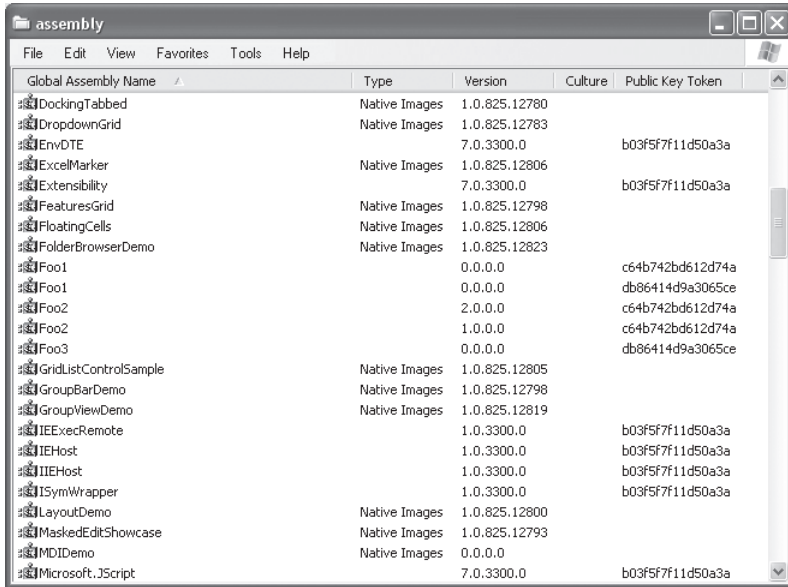 assembly
File Edit View Favorites Tools Help
Global Assembly Name Type Version Culture Public Key Token
DockingTabbed Native Images 1.0.825.12780
DropdownGrid Native Images 1.0.825.12783
EnvDTE 7.0.3300.0 b03f5f7f11d50a3a
ExcelMarker Native Images 1.0.825.12806
Extensibility 7.0.3300.0 b03f5f7f11d50a3a
FeaturesGrid Native Images 1.0.825.12798
FloatingCells Native Images 1.0.825.12806
FolderBrowserDemo Native Images 1.0.825.12823
Foo1 0.0.0.0 c64b742bd612d74a
Foo1 0.0.0.0 db86414d9a3065ce
Foo2 2.0.0.0 c64b742bd612d74a
Foo2 1.0.0.0 c64b742bd612d74a
Foo3 0.0.0.0 db86414d9a3065ce
GridListControlSample Native Images 1.0.825.12805
GroupBarDemo Native Images 1.0.825.12798
GroupViewDemo Native Images 1.0.825.12819
IEExecRemote 1.0.3300.0 b03f5f7f11d50a3a
IEHost 1.0.3300.0 b03f5f7f11d50a3a
IIEHost 1.0.3300.0 b03f5f7f11d50a3a
ISymWrapper 1.0.3300.0 b03f5f7f11d50a3a
LayoutDemo Native Images 1.0.825.12800
MaskedEditShowcase Native Images 1.0.825.12793
MDIDemo Native Images 0.0.0.0
Microsoft.JScript 7.0.3300.0 b03f5f7f11d50a3a